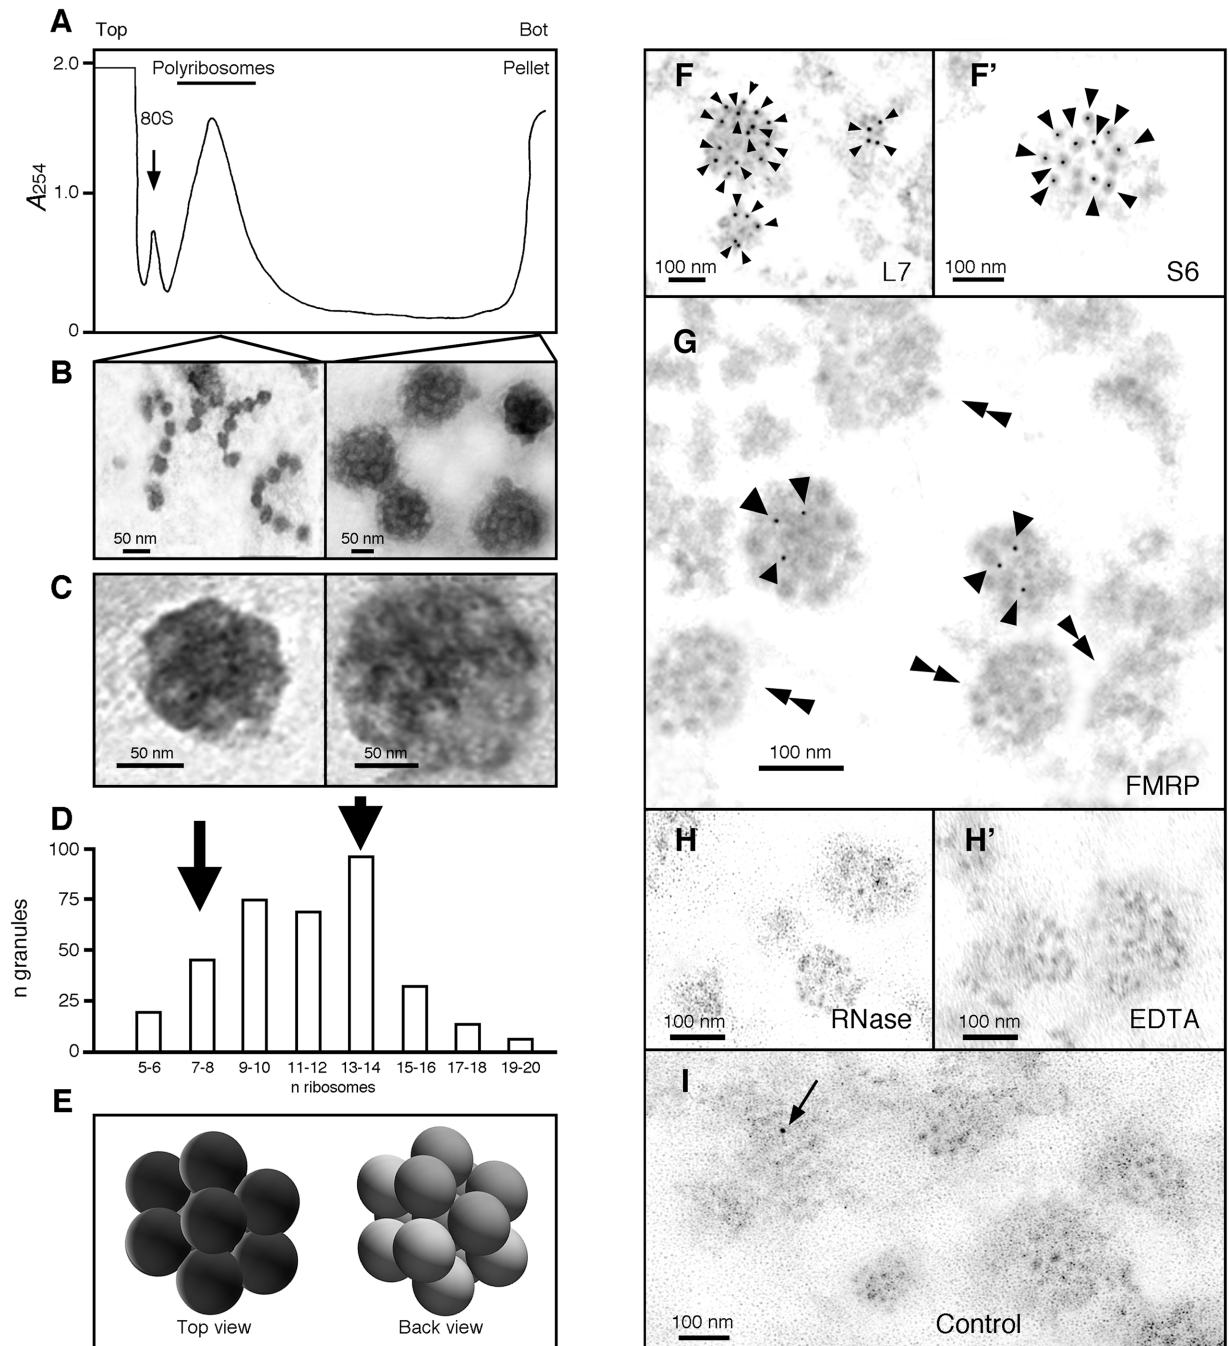 A
Top
Bot
2.0
Polyribosomes
Pellet
80S
A254
1.0
0
B
50 nm
50 nm
C
50 nm
50 nm
D
100
75
50
25
0
n granules
5-6
7-8
9-10
11-12
13-14
15-16
17-18
19-20
n ribosomes
E
Top view
Back view
F
100 nm
L7
F’
100 nm
S6
G
100 nm
FMRP
H
100 nm
RNase
H’
100 nm
EDTA
I
100 nm
Control